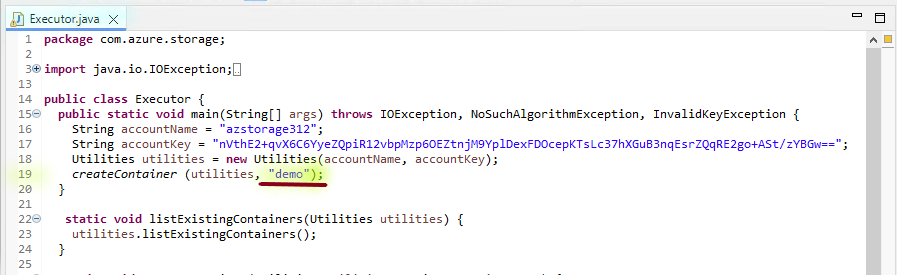 Executor.java
1 package com.azure.storage;
2
3 import java.io.IOException;
13
14 public class Executor {
15 public static void main(String[] args) throws IOException, NoSuchAlgorithmException, InvalidKeyException {
16 String accountName = "azstorage312";
17 String accountKey = "nVthE2+qvX6C6YyeZQpiR12vbpMzp6OEZtnjM9YplDexFDOcepKTsLc37hXGuB3nqEsrZQqRE2go+ASt/zYBGw==";
18 Utilities utilities = new Utilities(accountName, accountKey);
19 createContainer (utilities, "demo");
20 }
21
22 static void listExistingContainers(Utilities utilities) {
23 utilities.listExistingContainers();
24 }
25